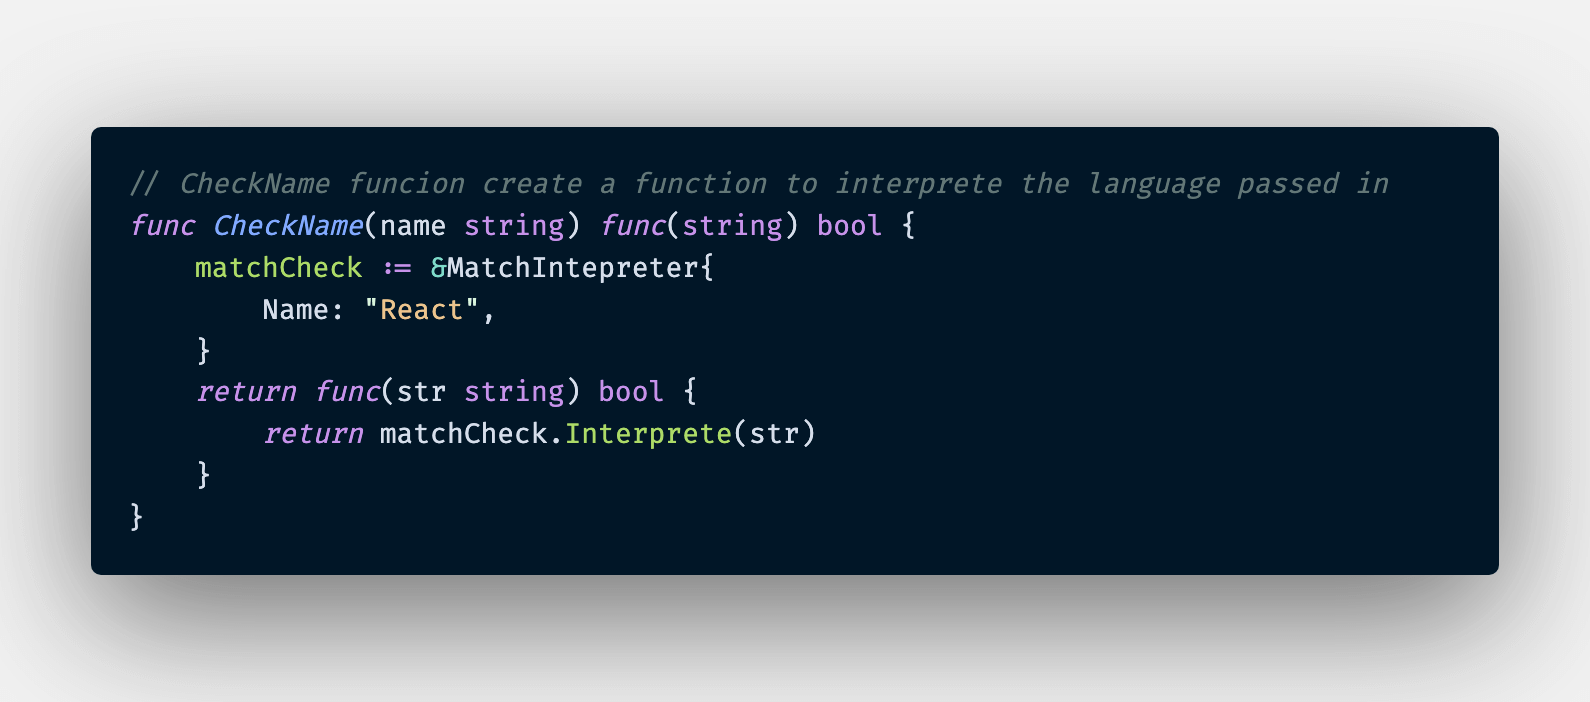 // CheckName funcion create a function to interprete the language passed in
func CheckName(name string) func(string) bool {
    matchCheck := &MatchIntepreter{
        Name: "React",
    }
    return func(str string) bool {
        return matchCheck.Interprete(str)
    }
}